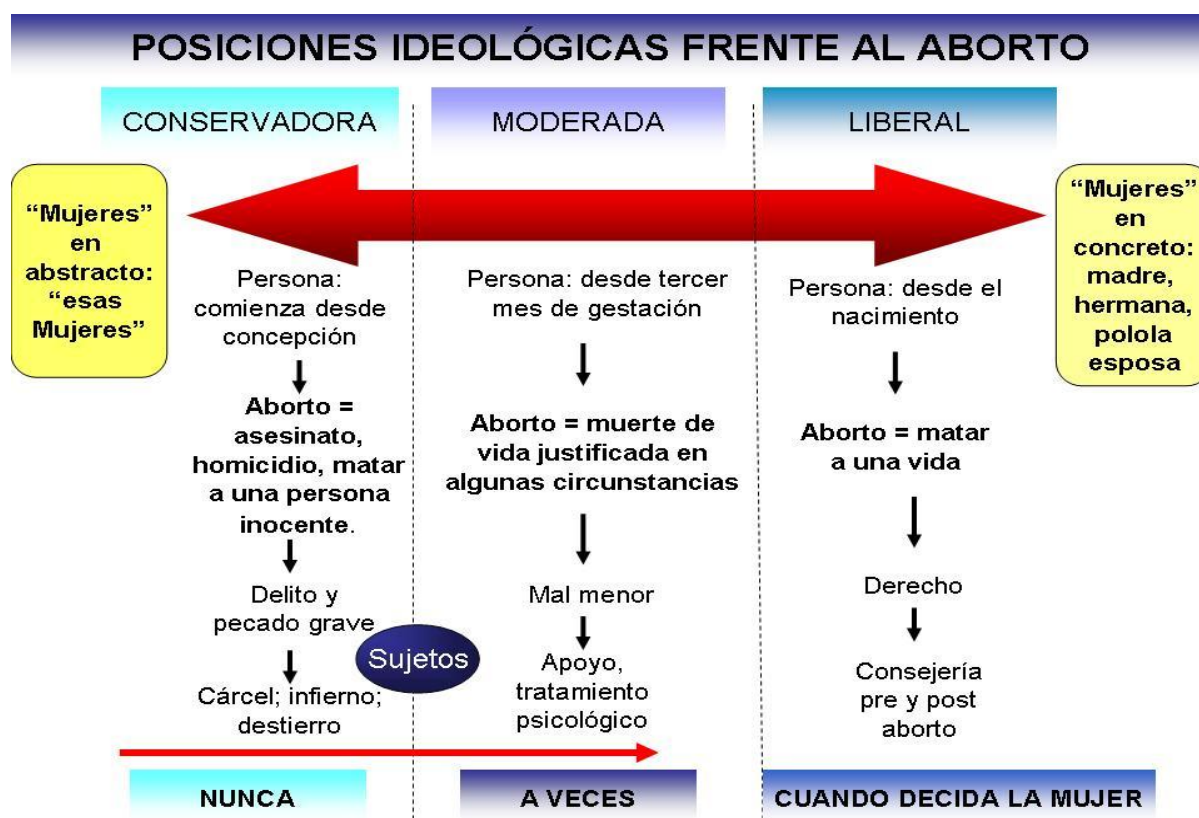 POSICIONES IDEOLÓGICAS FRENTE AL ABORTO
CONSERVADORA
MODERADA
LIBERAL
“Mujeres”
en
abstracto:
“esas
Mujeres”
“Mujeres”
en
concreto:
madre,
hermana,
polola
esposa
Persona:
comienza desde
concepción
Aborto =
asesinato,
homicidio, matar
a una persona
inocente.
Delito y
pecado grave
Cárcel; infierno;
destierro
Persona: desde tercer
mes de gestación
Aborto = muerte de
vida justificada en
algunas circunstancias
Mal menor
Apoyo,
tratamiento
psicológico
Persona: desde el
nacimiento
Aborto = matar
a una vida
Derecho
Consejería
pre y post
aborto
Sujetos
NUNCA
A VECES
CUANDO DECIDA LA MUJER